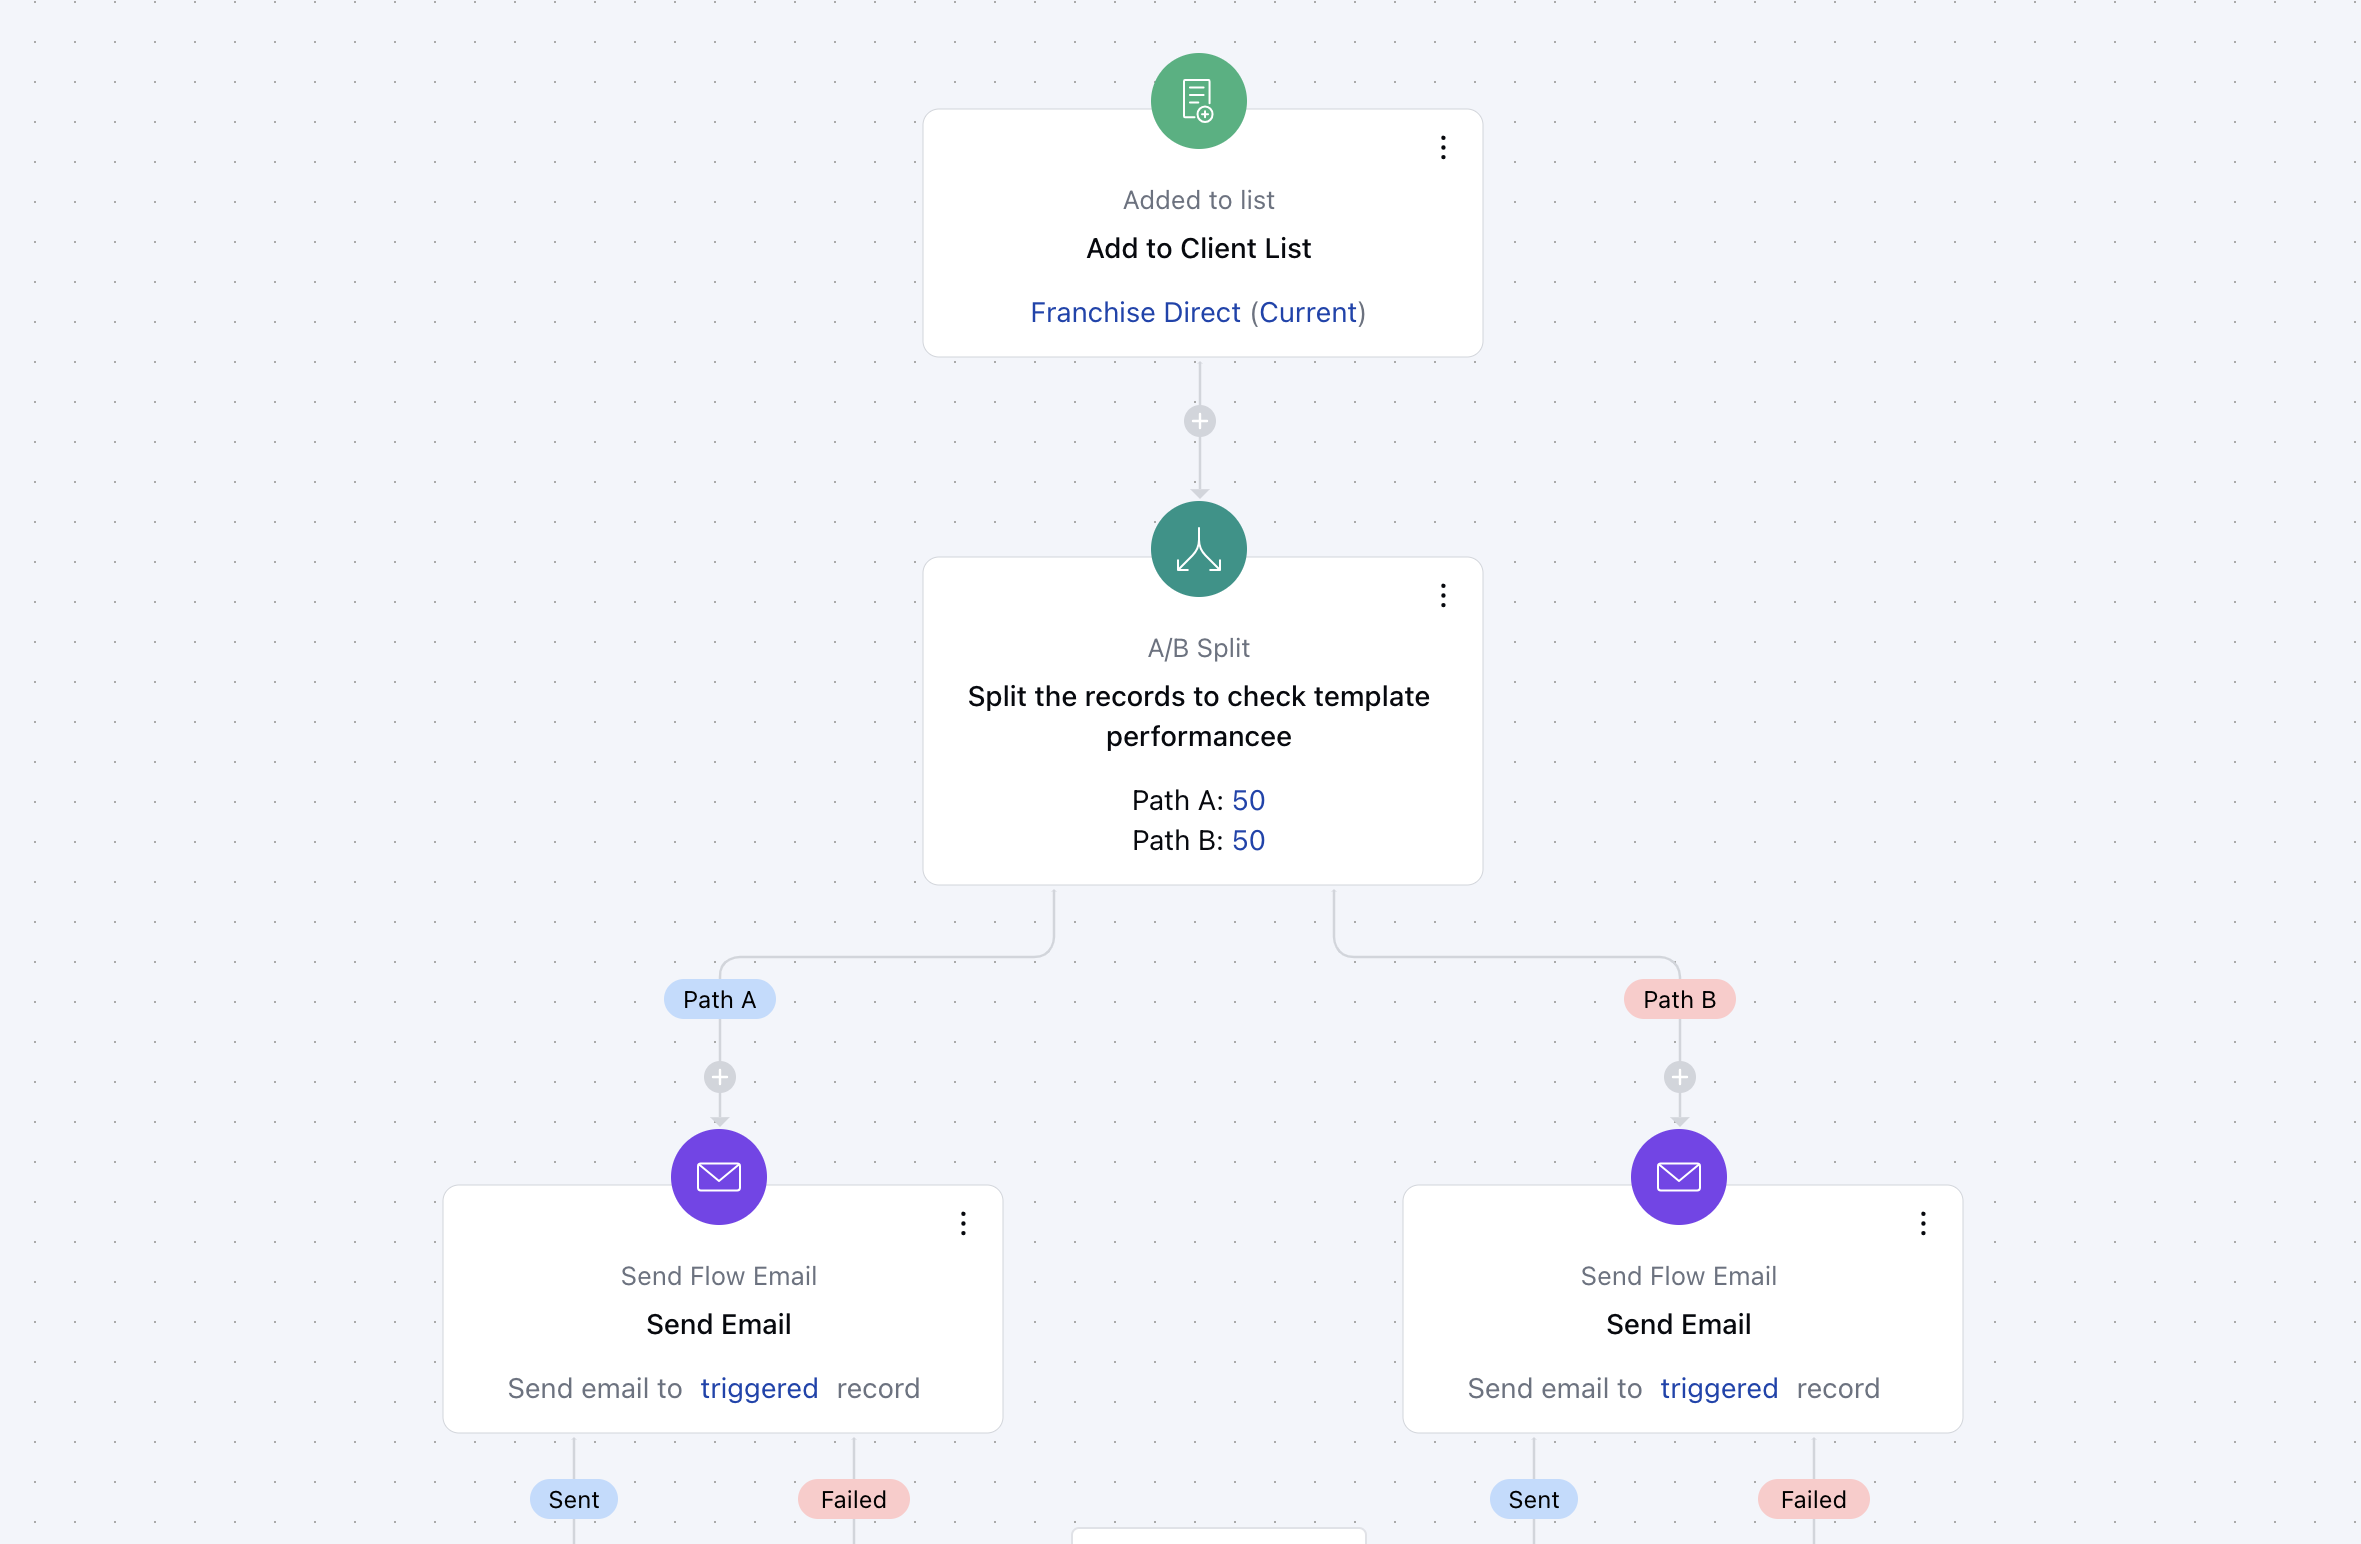 Added to list
Add to Client List
Franchise Direct (Current)
A/B Split
Split the records to check template
performancee
Path A: 50
Path B: 50
Path A
Path B
Send Flow Email
Send Email
Send email to triggered record
Send Flow Email
Send Email
Send email to triggered record
Sent
Failed
Sent
Failed